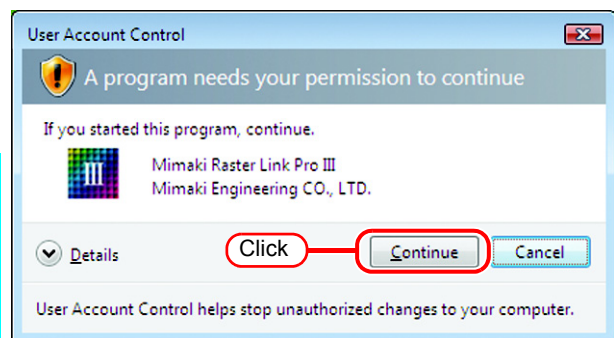 User Account Control
A program needs your permission to continue
If you started this program, continue.
III
Mimaki Raster Link Pro III
Mimaki Engineering CO., LTD.
Details
Click
Continue
Cancel
User Account Control helps stop unauthorized changes to your computer.